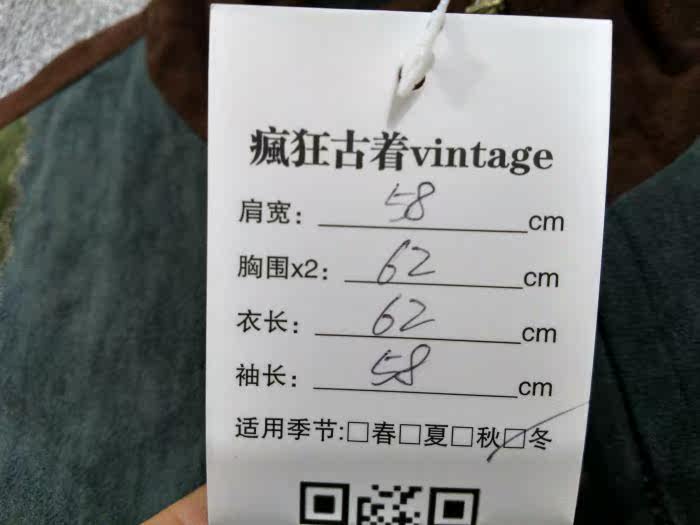 瘋狂古着vintage
肩宽：58cm
胸围x2：62cm
衣长：62cm
袖长：58cm
适用季节:□春□夏□秋□冬